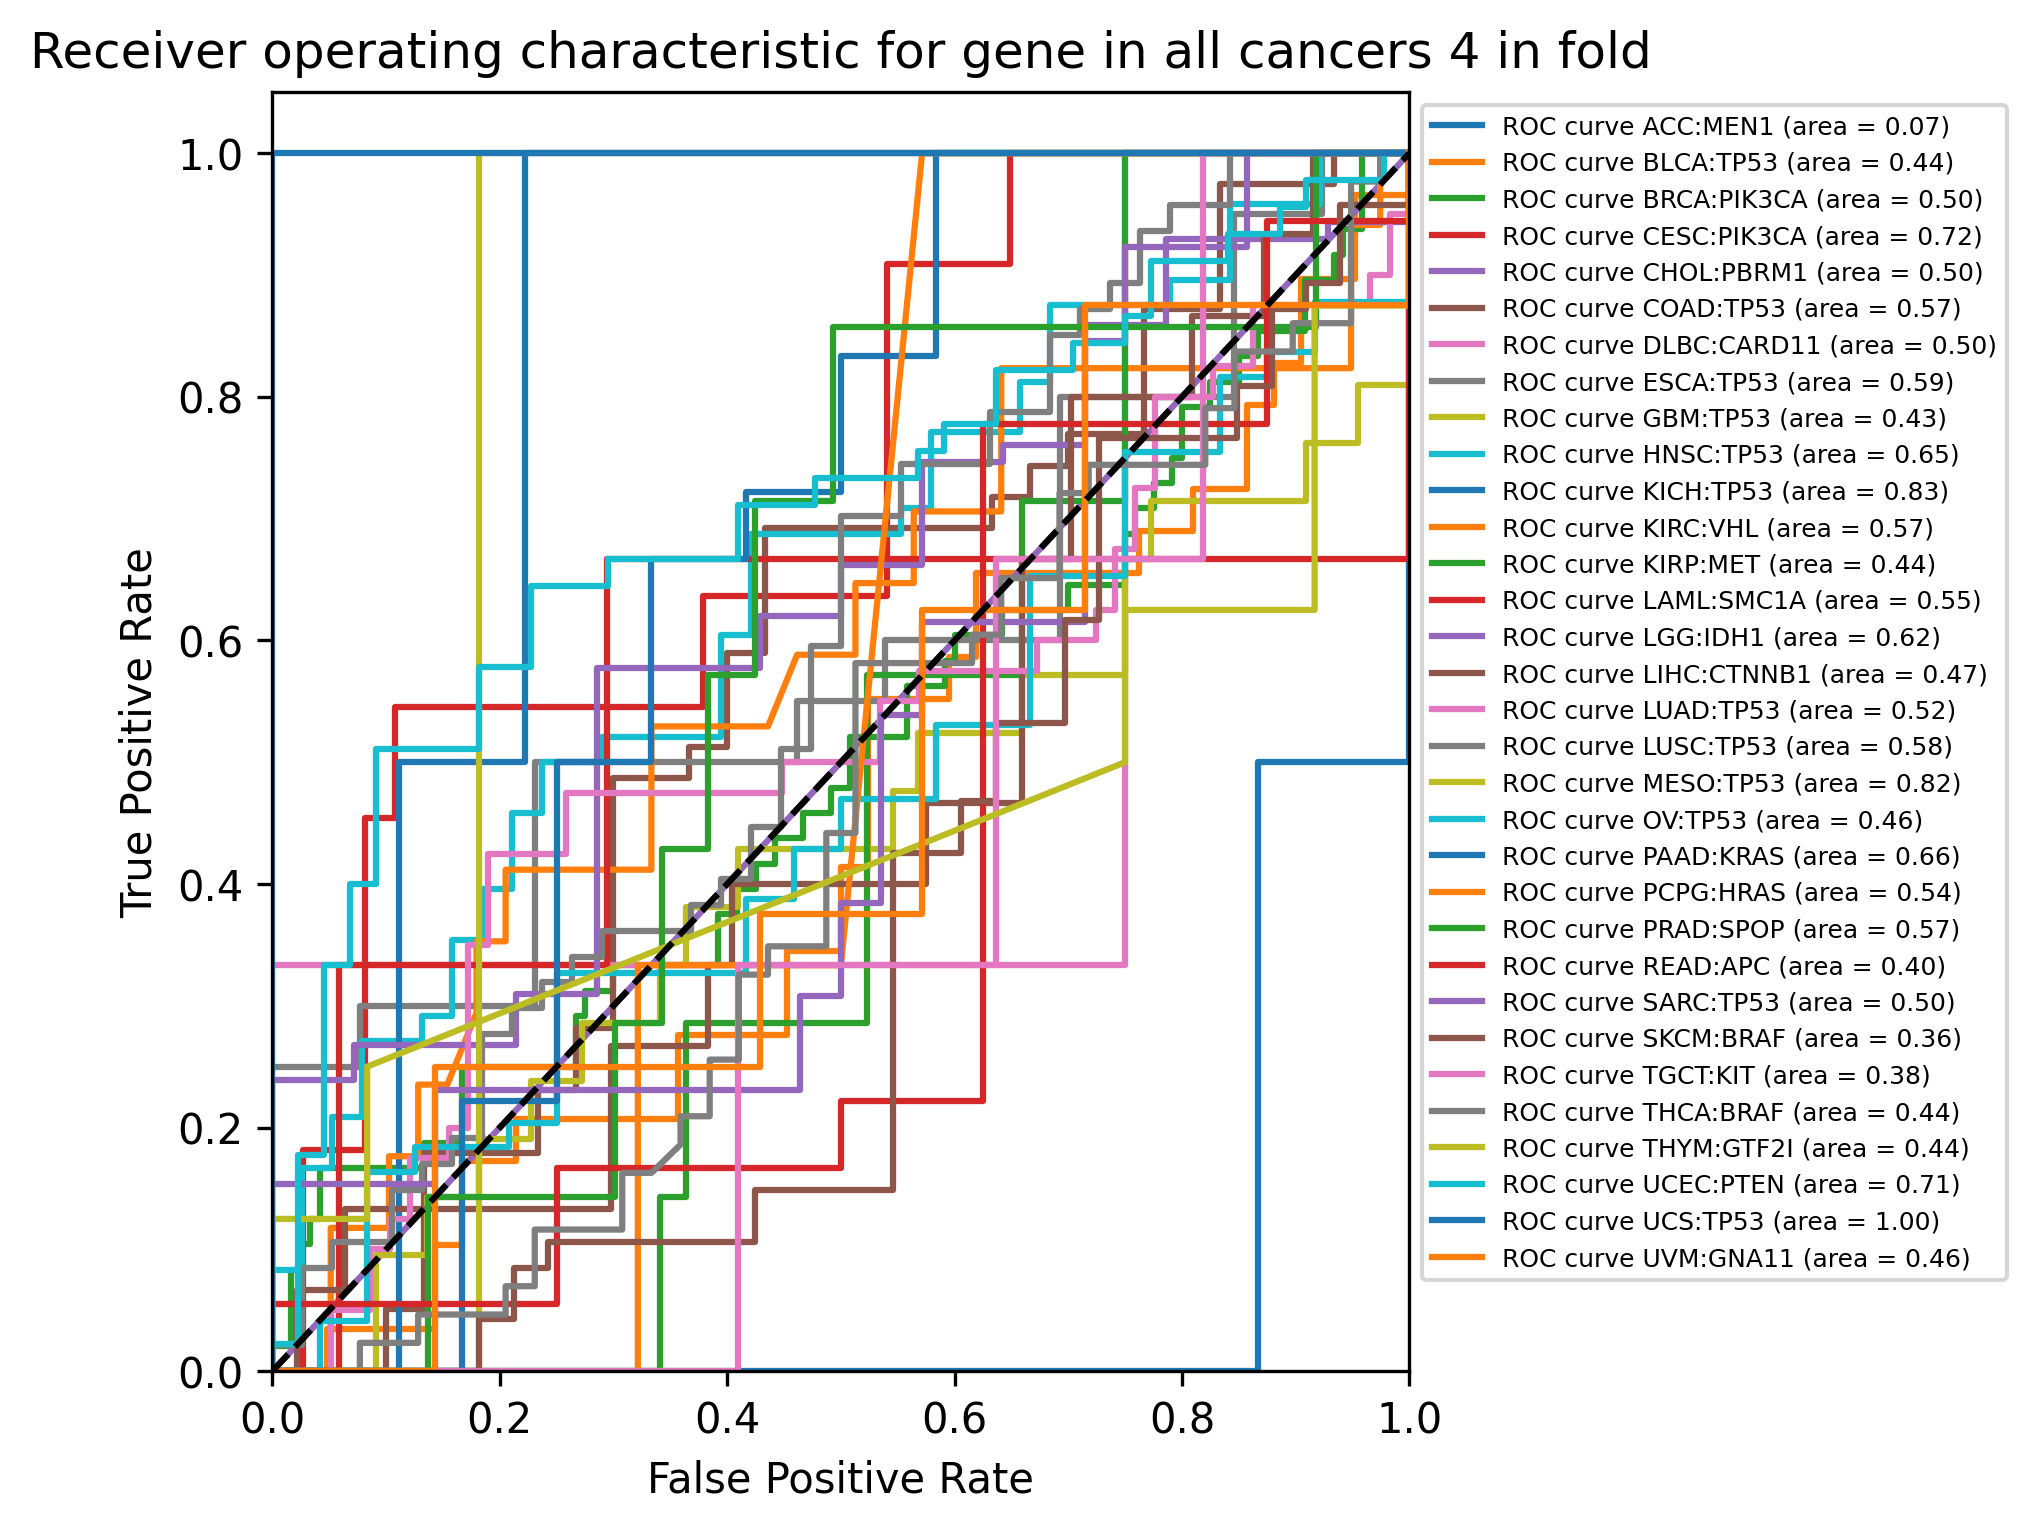 Receiver operating characteristic for gene in all cancers 4 in fold
True Positive Rate
1.0
0.8
0.6
0.4
0.2
0.0
0.0 0.2 0.4 0.6 0.8 1.0
False Positive Rate
ROC curve ACC:MEN1 (area = 0.07)
ROC curve BLCA:TP53 (area = 0.44)
ROC curve BRCA:PIK3CA (area = 0.50)
ROC curve CESC:PIK3CA (area = 0.72)
ROC curve CHOL:PBRM1 (area = 0.50)
ROC curve COAD:TP53 (area = 0.57)
ROC curve DLBC:CARD11 (area = 0.50)
ROC curve ESCA:TP53 (area = 0.59)
ROC curve GBM:TP53 (area = 0.43)
ROC curve HNSC:TP53 (area = 0.65)
ROC curve KICH:TP53 (area = 0.83)
ROC curve KIRC:VHL (area = 0.57)
ROC curve KIRP:MET (area = 0.44)
ROC curve LAML:SMC1A (area = 0.55)
ROC curve LGG:IDH1 (area = 0.62)
ROC curve LIHC:CTNNB1 (area = 0.47)
ROC curve LUAD:TP53 (area = 0.52)
ROC curve LUSC:TP53 (area = 0.58)
ROC curve MESO:TP53 (area = 0.82)
ROC curve OV:TP53 (area = 0.46)
ROC curve PAAD:KRAS (area = 0.66)
ROC curve PCPG:HRAS (area = 0.54)
ROC curve PRAD:SPOP (area = 0.57)
ROC curve READ:APC (area = 0.40)
ROC curve SARC:TP53 (area = 0.50)
ROC curve SKCM:BRAF (area = 0.36)
ROC curve TGCT:KIT (area = 0.38)
ROC curve THCA:BRAF (area = 0.44)
ROC curve THYM:GTF2I (area = 0.44)
ROC curve UCEC:PTEN (area = 0.71)
ROC curve UCS:TP53 (area = 1.00)
ROC curve UVM:GNA11 (area = 0.46)